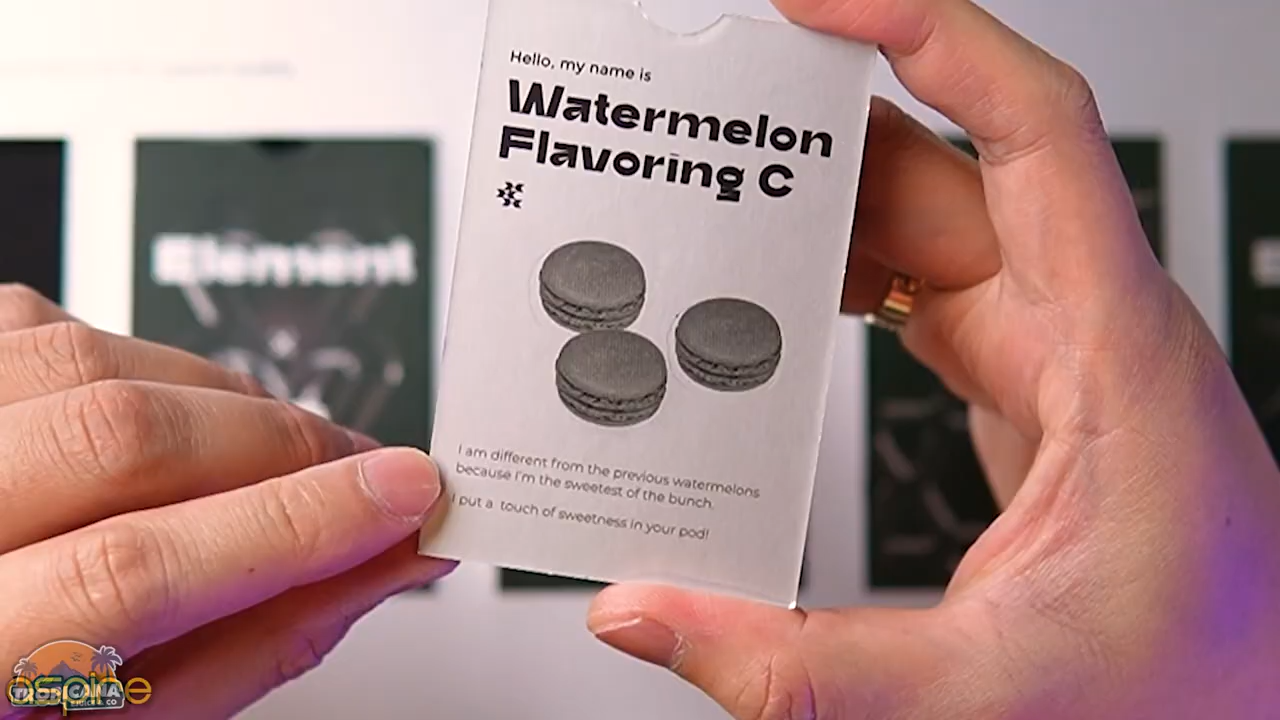 Hello, my name is
Watermelon
Flavoring C
Element
I am different from the previous watermelons
because I'm the sweetest of the bunch.
I put a touch of sweetness in your pod!
TROPICANA